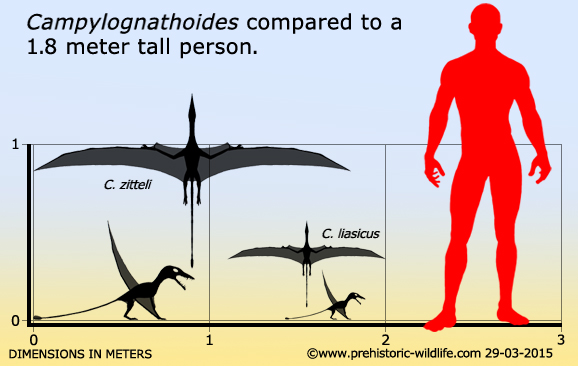 Campylognathoides compared to a
1.8 meter tall person.
1
C. zitteli
C. liasicus
0
0 1 2 3
DIMENSIONS IN METERS ©www.prehistoric-wildlife.com 29-03-2015